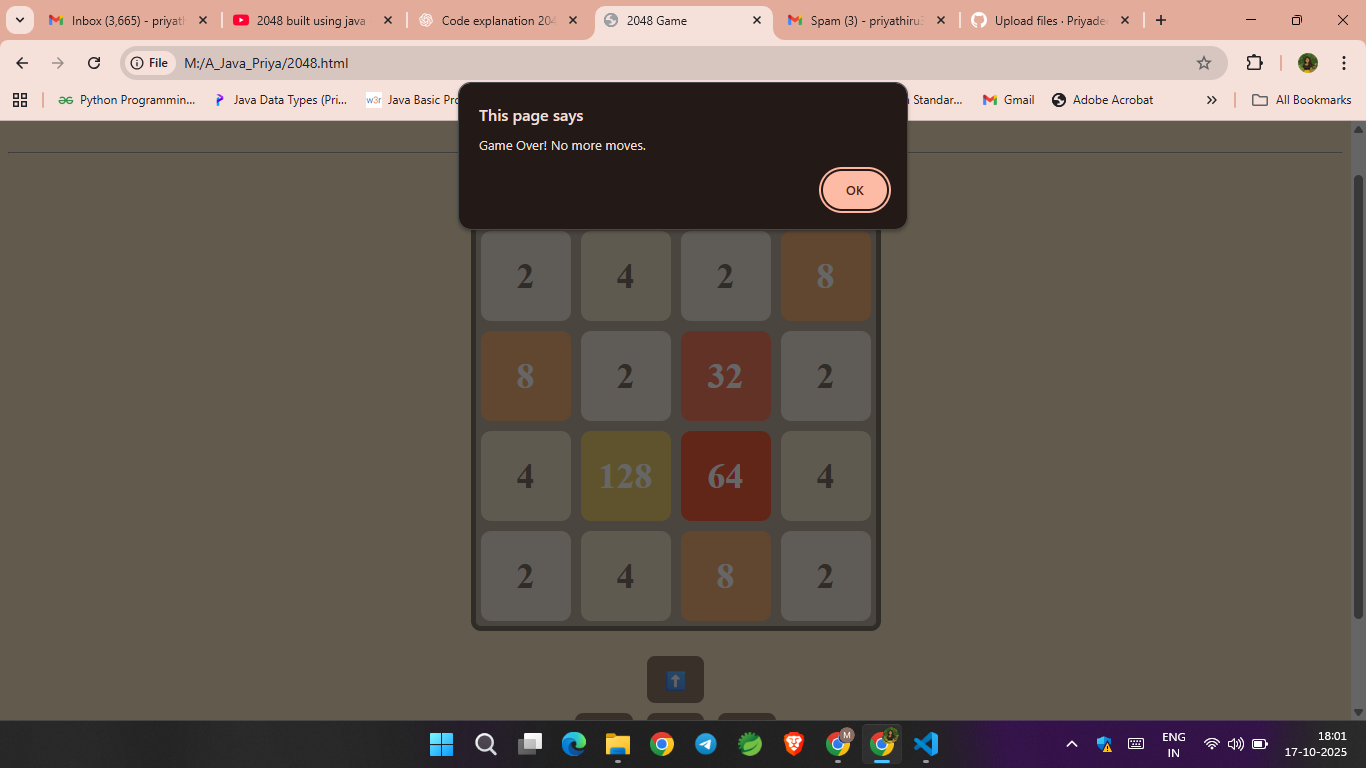 Inbox (3,665) - priyath
2048 built using java
Code explanation 204
2048 Game
Spam (3) - priyathiru
Upload files · Priyade
File
M:/A_Java_Priya/2048.html
Python Programmin...
Java Data Types (Pri...
w3r
Java Basic Pro
Standar...
Gmail
Adobe Acrobat
All Bookmarks
This page says
Game Over! No more moves.
OK
2 4 2 8
8 2 32 2
4 128 64 4
2 4 8 2
M
ENG
IN
18:01
17-10-2025